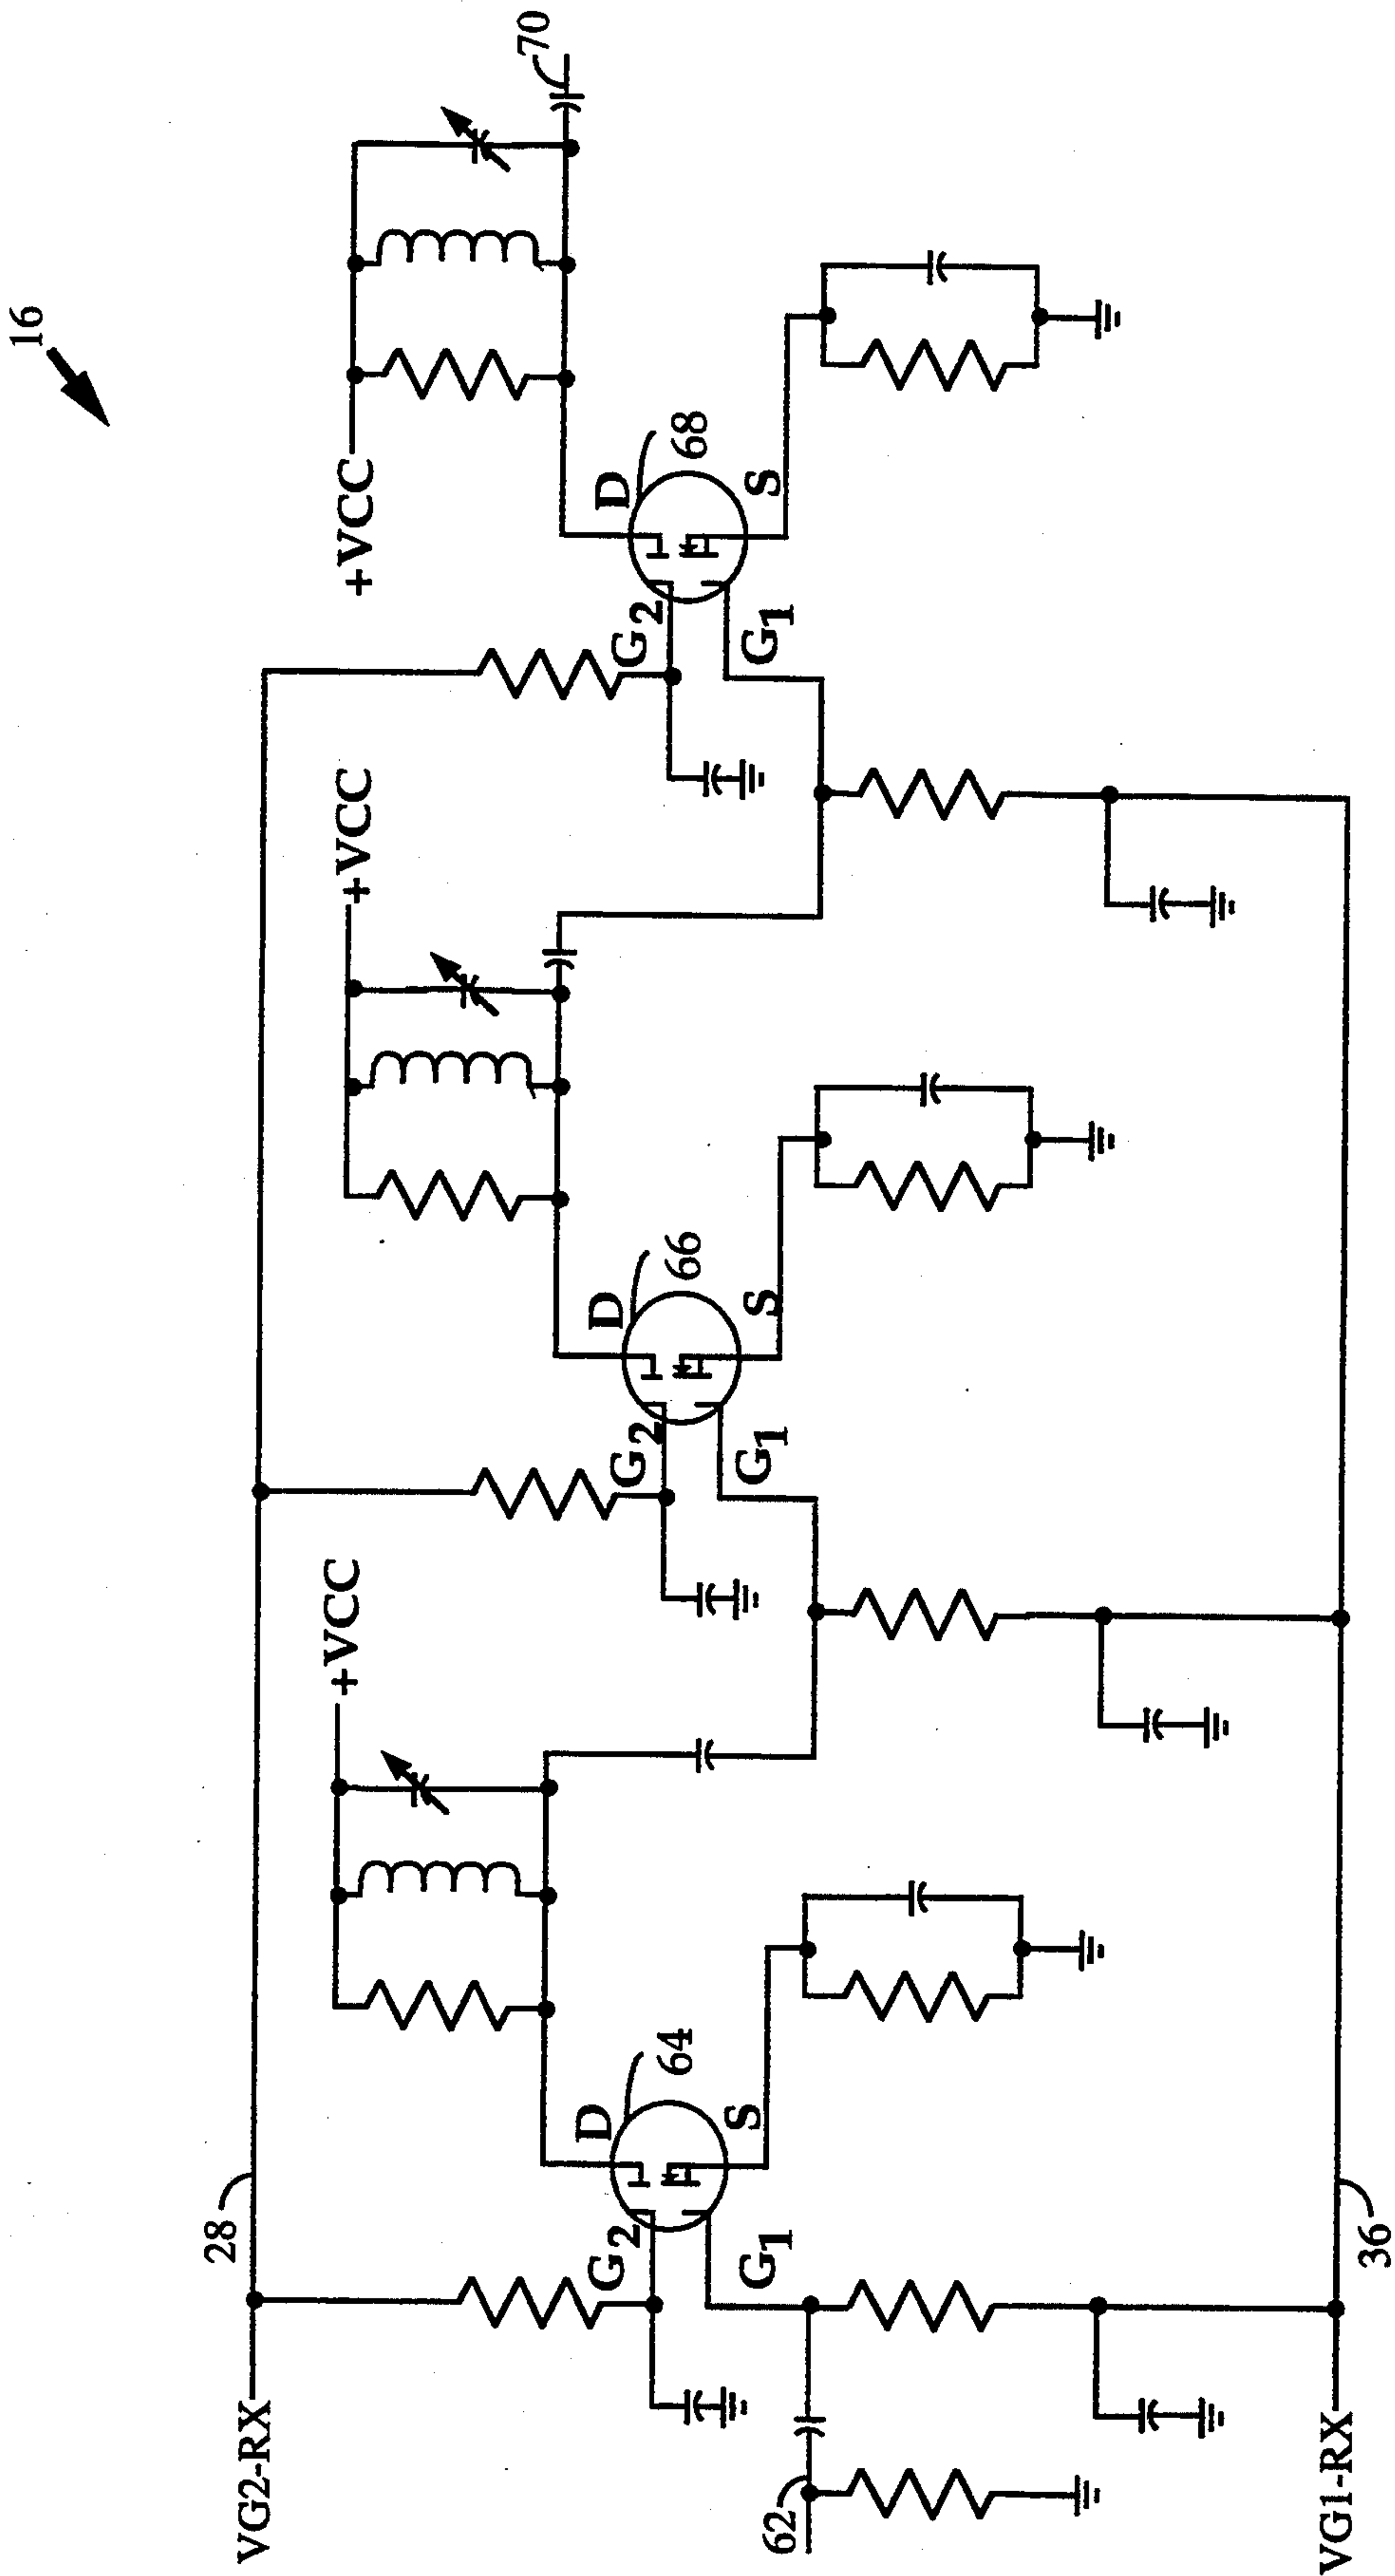 16
VG2-RX
28
+VCC
+VCC
+VCC
70
G2
D
64
S
G1
G2
D
66
S
G1
G2
D
68
S
G1
62
VG1-RX
36